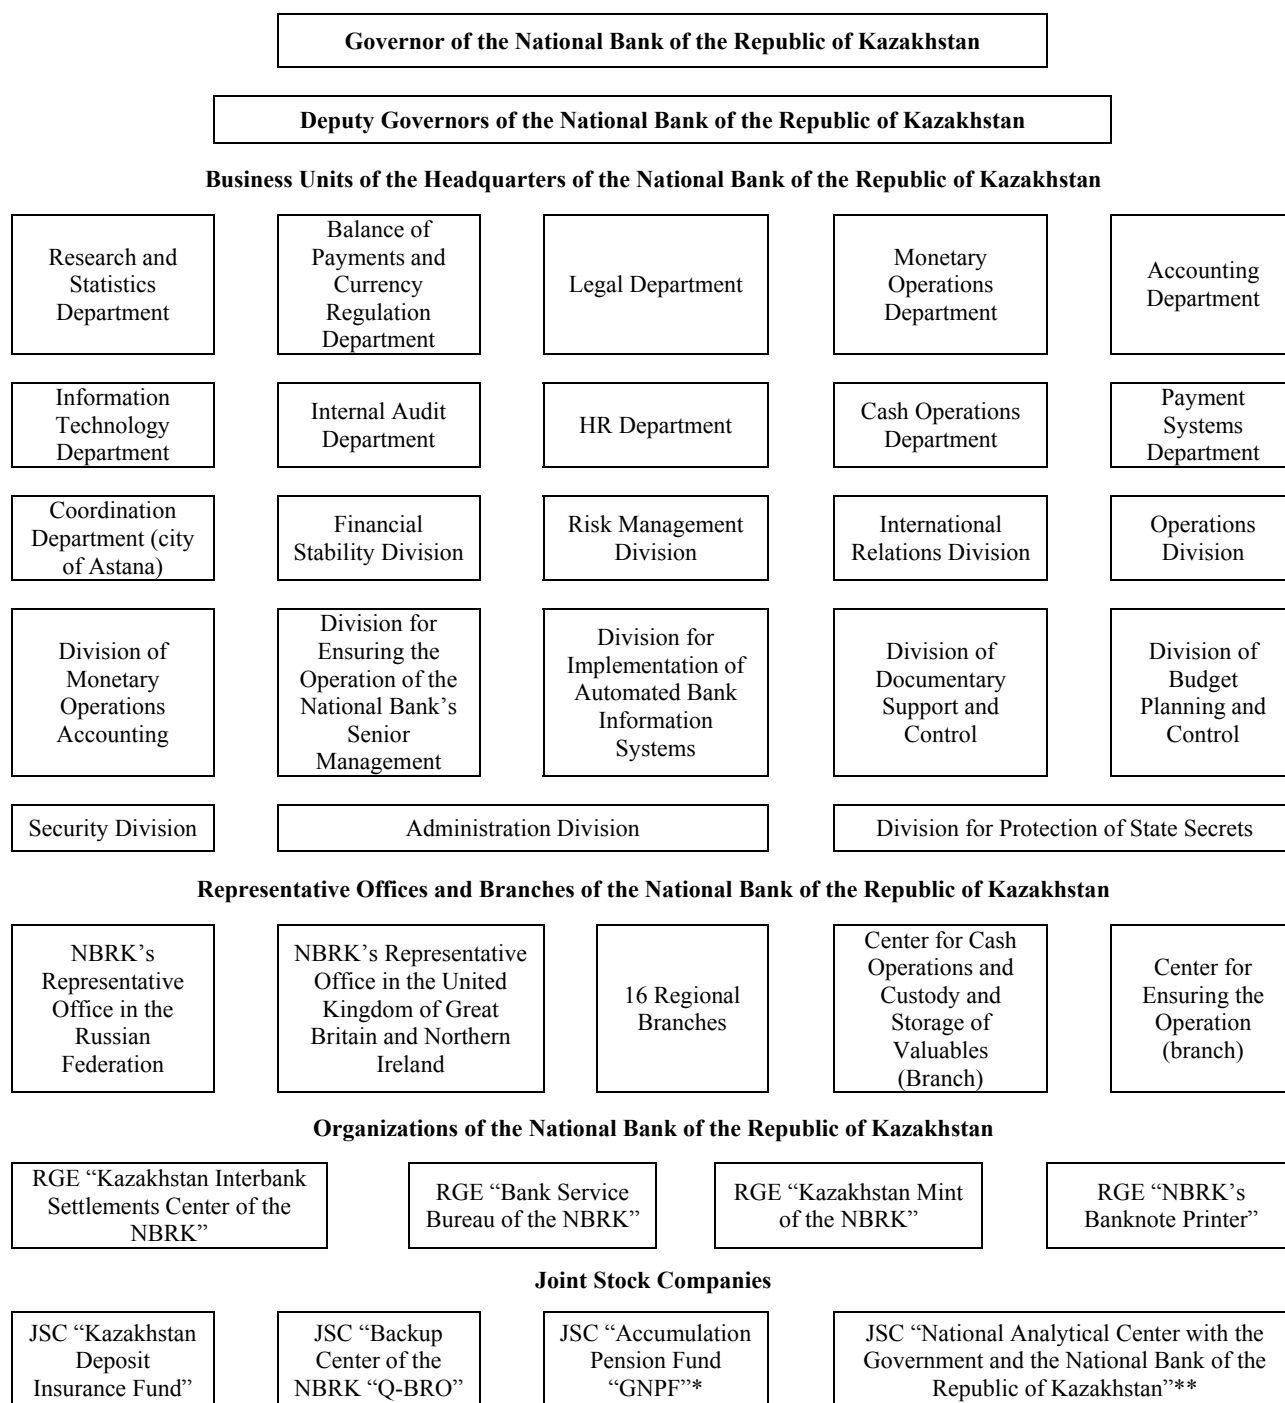 Governor of the National Bank of the Republic of Kazakhstan
Deputy Governors of the National Bank of the Republic of Kazakhstan
Business Units of the Headquarters of the National Bank of the Republic of Kazakhstan
Research and
Statistics
Department
Balance of
Payments and
Currency
Regulation
Department
Legal Department
Monetary
Operations
Department
Accounting
Department
Information
Technology
Department
Internal Audit
Department
HR Department
Cash Operations
Department
Payment
Systems
Department
Coordination
Department (city
of Astana)
Financial
Stability Division
Risk Management
Division
International
Relations Division
Operations
Division
Division of
Monetary
Operations
Accounting
Division for
Ensuring the
Operation of the
National Bank’s
Senior
Management
Division for
Implementation of
Automated Bank
Information
Systems
Division of
Documentary
Support and
Control
Division of
Budget
Planning and
Control
Security Division
Administration Division
Division for Protection of State Secrets
Representative Offices and Branches of the National Bank of the Republic of Kazakhstan
NBRK’s
Representative
Office in the
Russian
Federation
NBRK’s Representative
Office in the United
Kingdom of Great
Britain and Northern
Ireland
16 Regional
Branches
Center for Cash
Operations and
Custody and
Storage of
Valuables
(Branch)
Center for
Ensuring the
Operation
(branch)
Organizations of the National Bank of the Republic of Kazakhstan
RGE “Kazakhstan Interbank
Settlements Center of the
NBRK”
RGE “Bank Service
Bureau of the NBRK”
RGE “Kazakhstan Mint
of the NBRK”
RGE “NBRK’s
Banknote Printer”
Joint Stock Companies
JSC “Kazakhstan
Deposit
Insurance Fund”
JSC “Backup
Center of the
NBRK “Q-BRO”
JSC “Accumulation
Pension Fund
“GNPF”*
JSC “National Analytical Center with the
Government and the National Bank of the
Republic of Kazakhstan”**